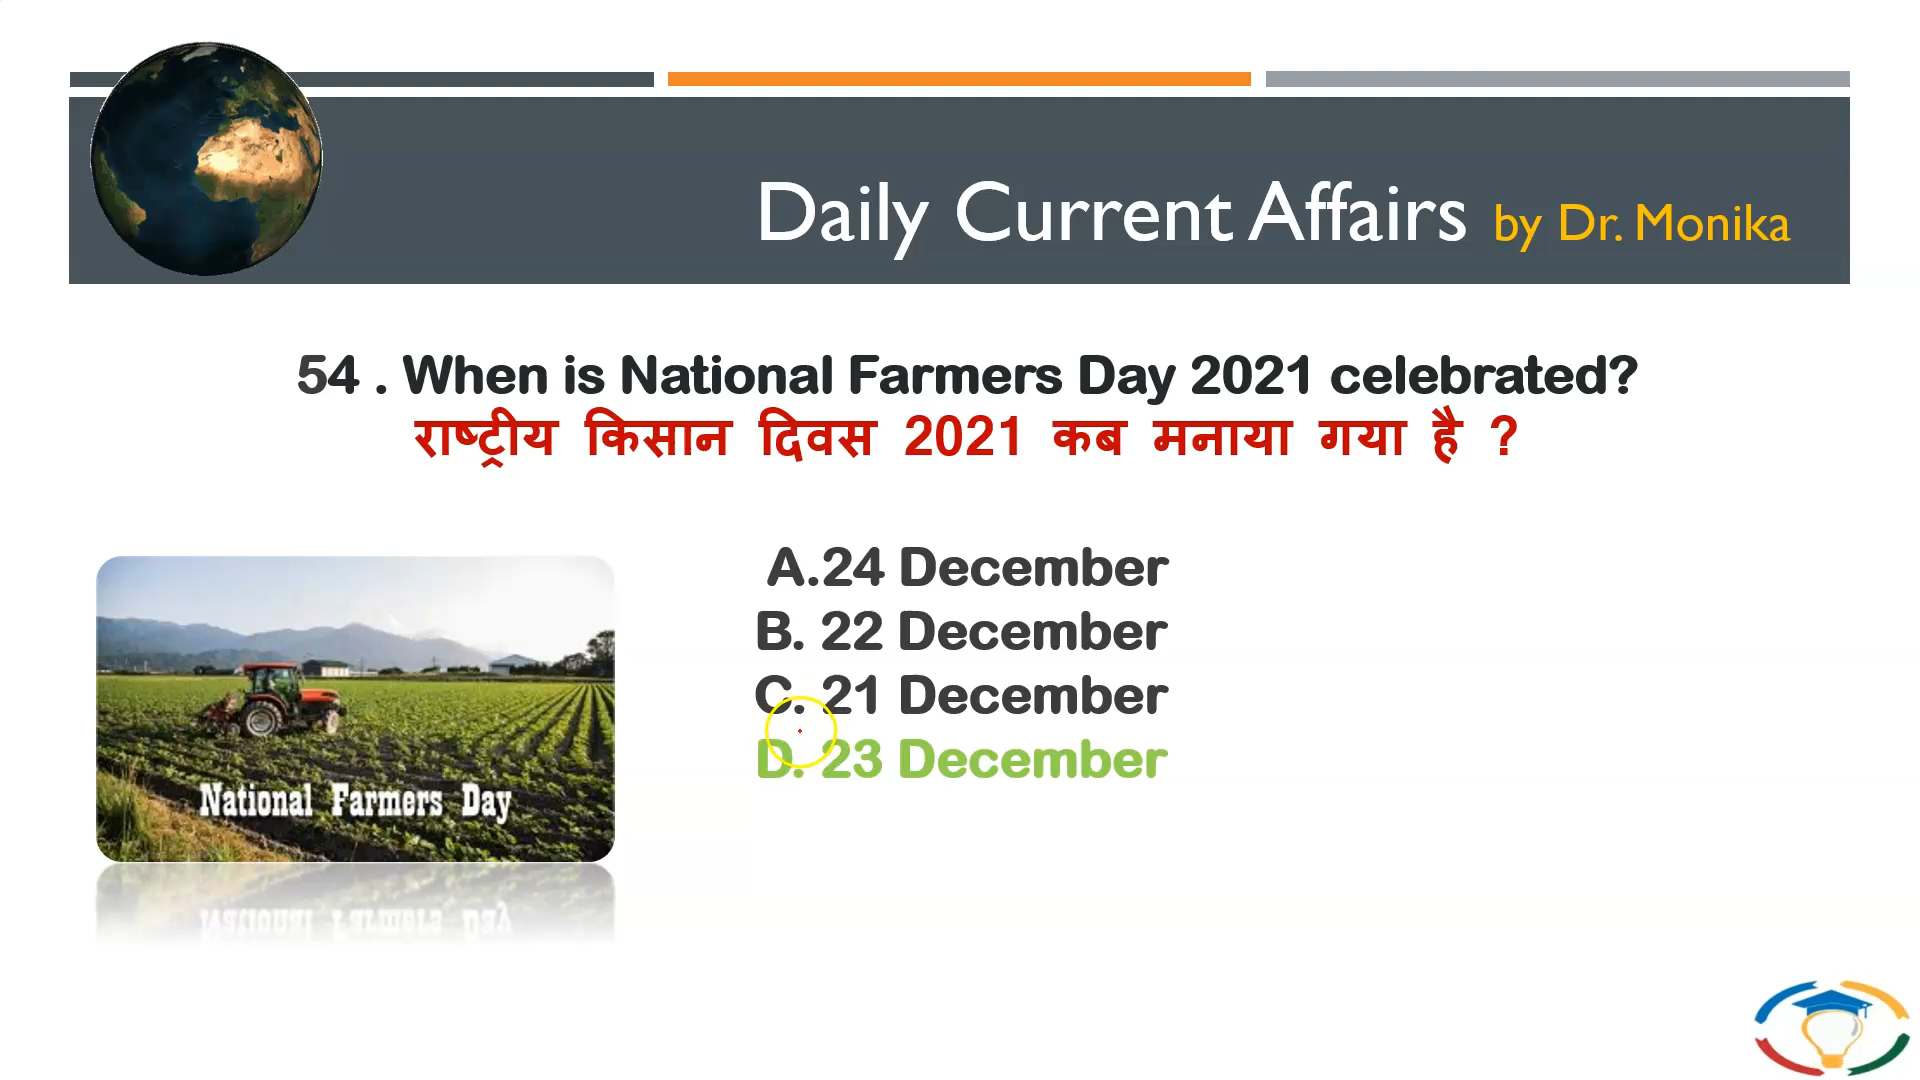 Daily Current Affairs by Dr. Monika
54 . When is National Farmers Day 2021 celebrated?
राष्ट्रीय किसान दिवस 2021 कब मनाया गया है ?
A.24 December
B. 22 December
C. 21 December
D. 23 December
National Farmers Day